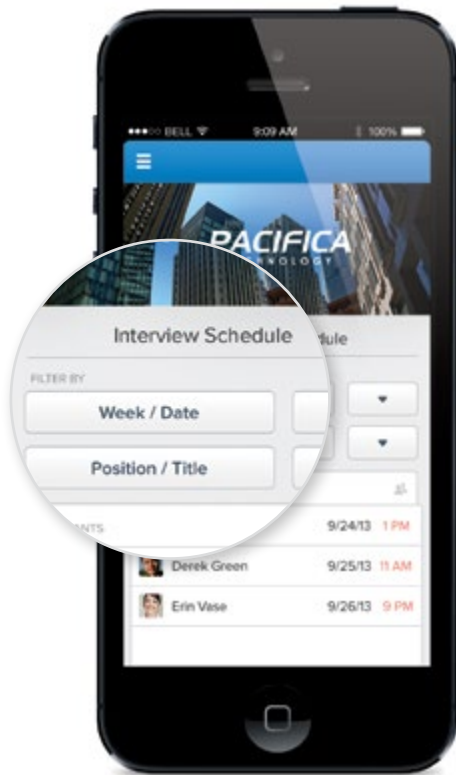 BELL 9:09 AM 100%
PACIFICA
Interview Schedule
FILTER BY
Week / Date
Position / Title
9/24/13 1 PM
Derek Green 9/25/13 11 AM
Erin Vase 9/26/13 9 PM